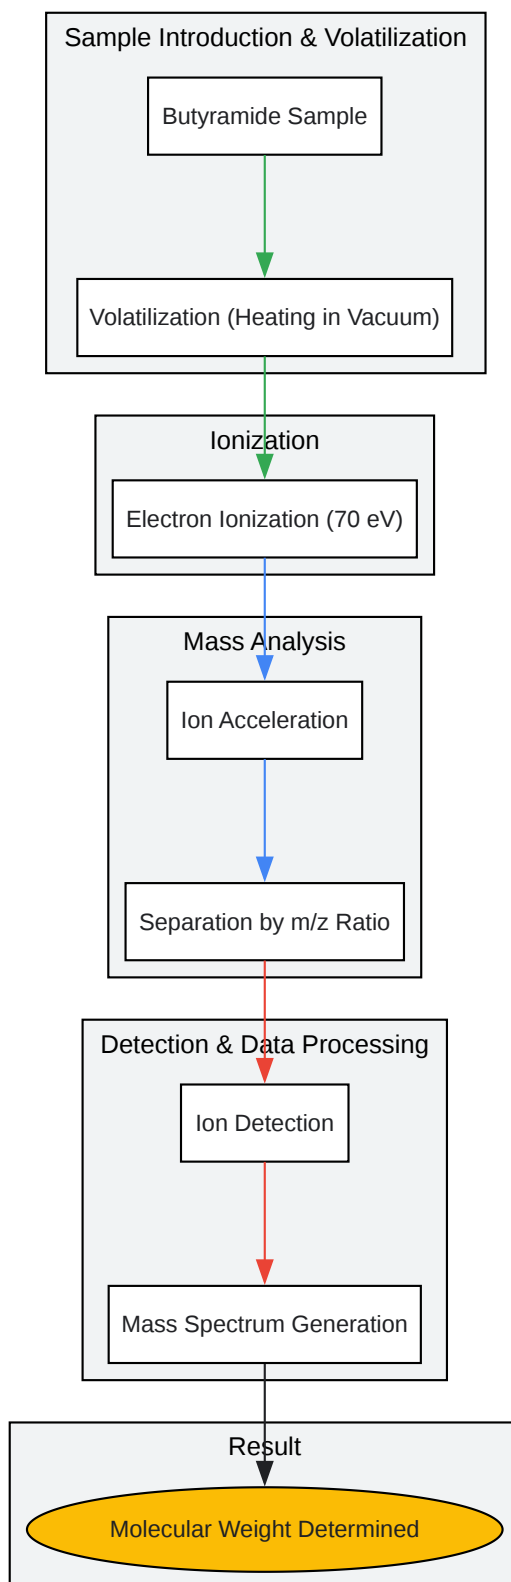 Sample Introduction & Volatilization
Butyramide Sample
Volatilization (Heating in Vacuum)
Ionization
Electron Ionization (70 eV)
Mass Analysis
Ion Acceleration
Separation by m/z Ratio
Detection & Data Processing
Ion Detection
Mass Spectrum Generation
Result
Molecular Weight Determined